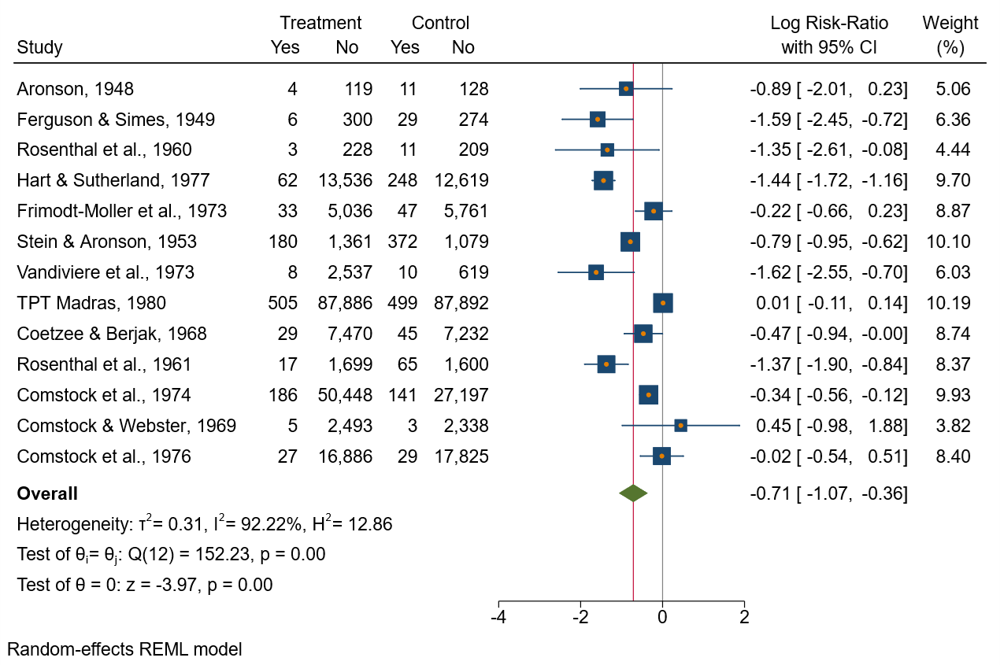 Treatment Control Log Risk-Ratio Weight
Study Yes No Yes No with 95% CI (%)
Aronson, 1948 4 119 11 128 -0.89 [ -2.01, 0.23] 5.06
Ferguson & Simes, 1949 6 300 29 274 -1.59 [ -2.45, -0.72] 6.36
Rosenthal et al., 1960 3 228 11 209 -1.35 [ -2.61, -0.08] 4.44
Hart & Sutherland, 1977 62 13,536 248 12,619 -1.44 [ -1.72, -1.16] 9.70
Frimodt-Moller et al., 1973 33 5,036 47 5,761 -0.22 [ -0.66, 0.23] 8.87
Stein & Aronson, 1953 180 1,361 372 1,079 -0.79 [ -0.95, -0.62] 10.10
Vandiviere et al., 1973 8 2,537 10 619 -1.62 [ -2.55, -0.70] 6.03
TPT Madras, 1980 505 87,886 499 87,892 0.01 [ -0.11, 0.14] 10.19
Coetzee & Berjak, 1968 29 7,470 45 7,232 -0.47 [ -0.94, -0.00] 8.74
Rosenthal et al., 1961 17 1,699 65 1,600 -1.37 [ -1.90, -0.84] 8.37
Comstock et al., 1974 186 50,448 141 27,197 -0.34 [ -0.56, -0.12] 9.93
Comstock & Webster, 1969 5 2,493 3 2,338 0.45 [ -0.98, 1.88] 3.82
Comstock et al., 1976 27 16,886 29 17,825 -0.02 [ -0.54, 0.51] 8.40
Overall -0.71 [ -1.07, -0.36]
Heterogeneity: τ²= 0.31, I²= 92.22%, H²= 12.86
Test of θᵢ= θⱼ: Q(12) = 152.23, p = 0.00
Test of θ = 0: z = -3.97, p = 0.00
-4 -2 0 2
Random-effects REML model